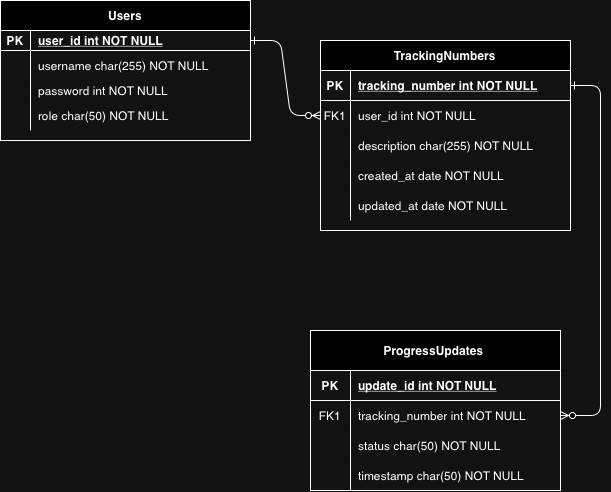 Users
PK user_id int NOT NULL
username char(255) NOT NULL
password int NOT NULL
role char(50) NOT NULL
TrackingNumbers
PK tracking_number int NOT NULL
FK1 user_id int NOT NULL
description char(255) NOT NULL
created_at date NOT NULL
updated_at date NOT NULL
ProgressUpdates
PK update_id int NOT NULL
FK1 tracking_number int NOT NULL
status char(50) NOT NULL
timestamp char(50) NOT NULL